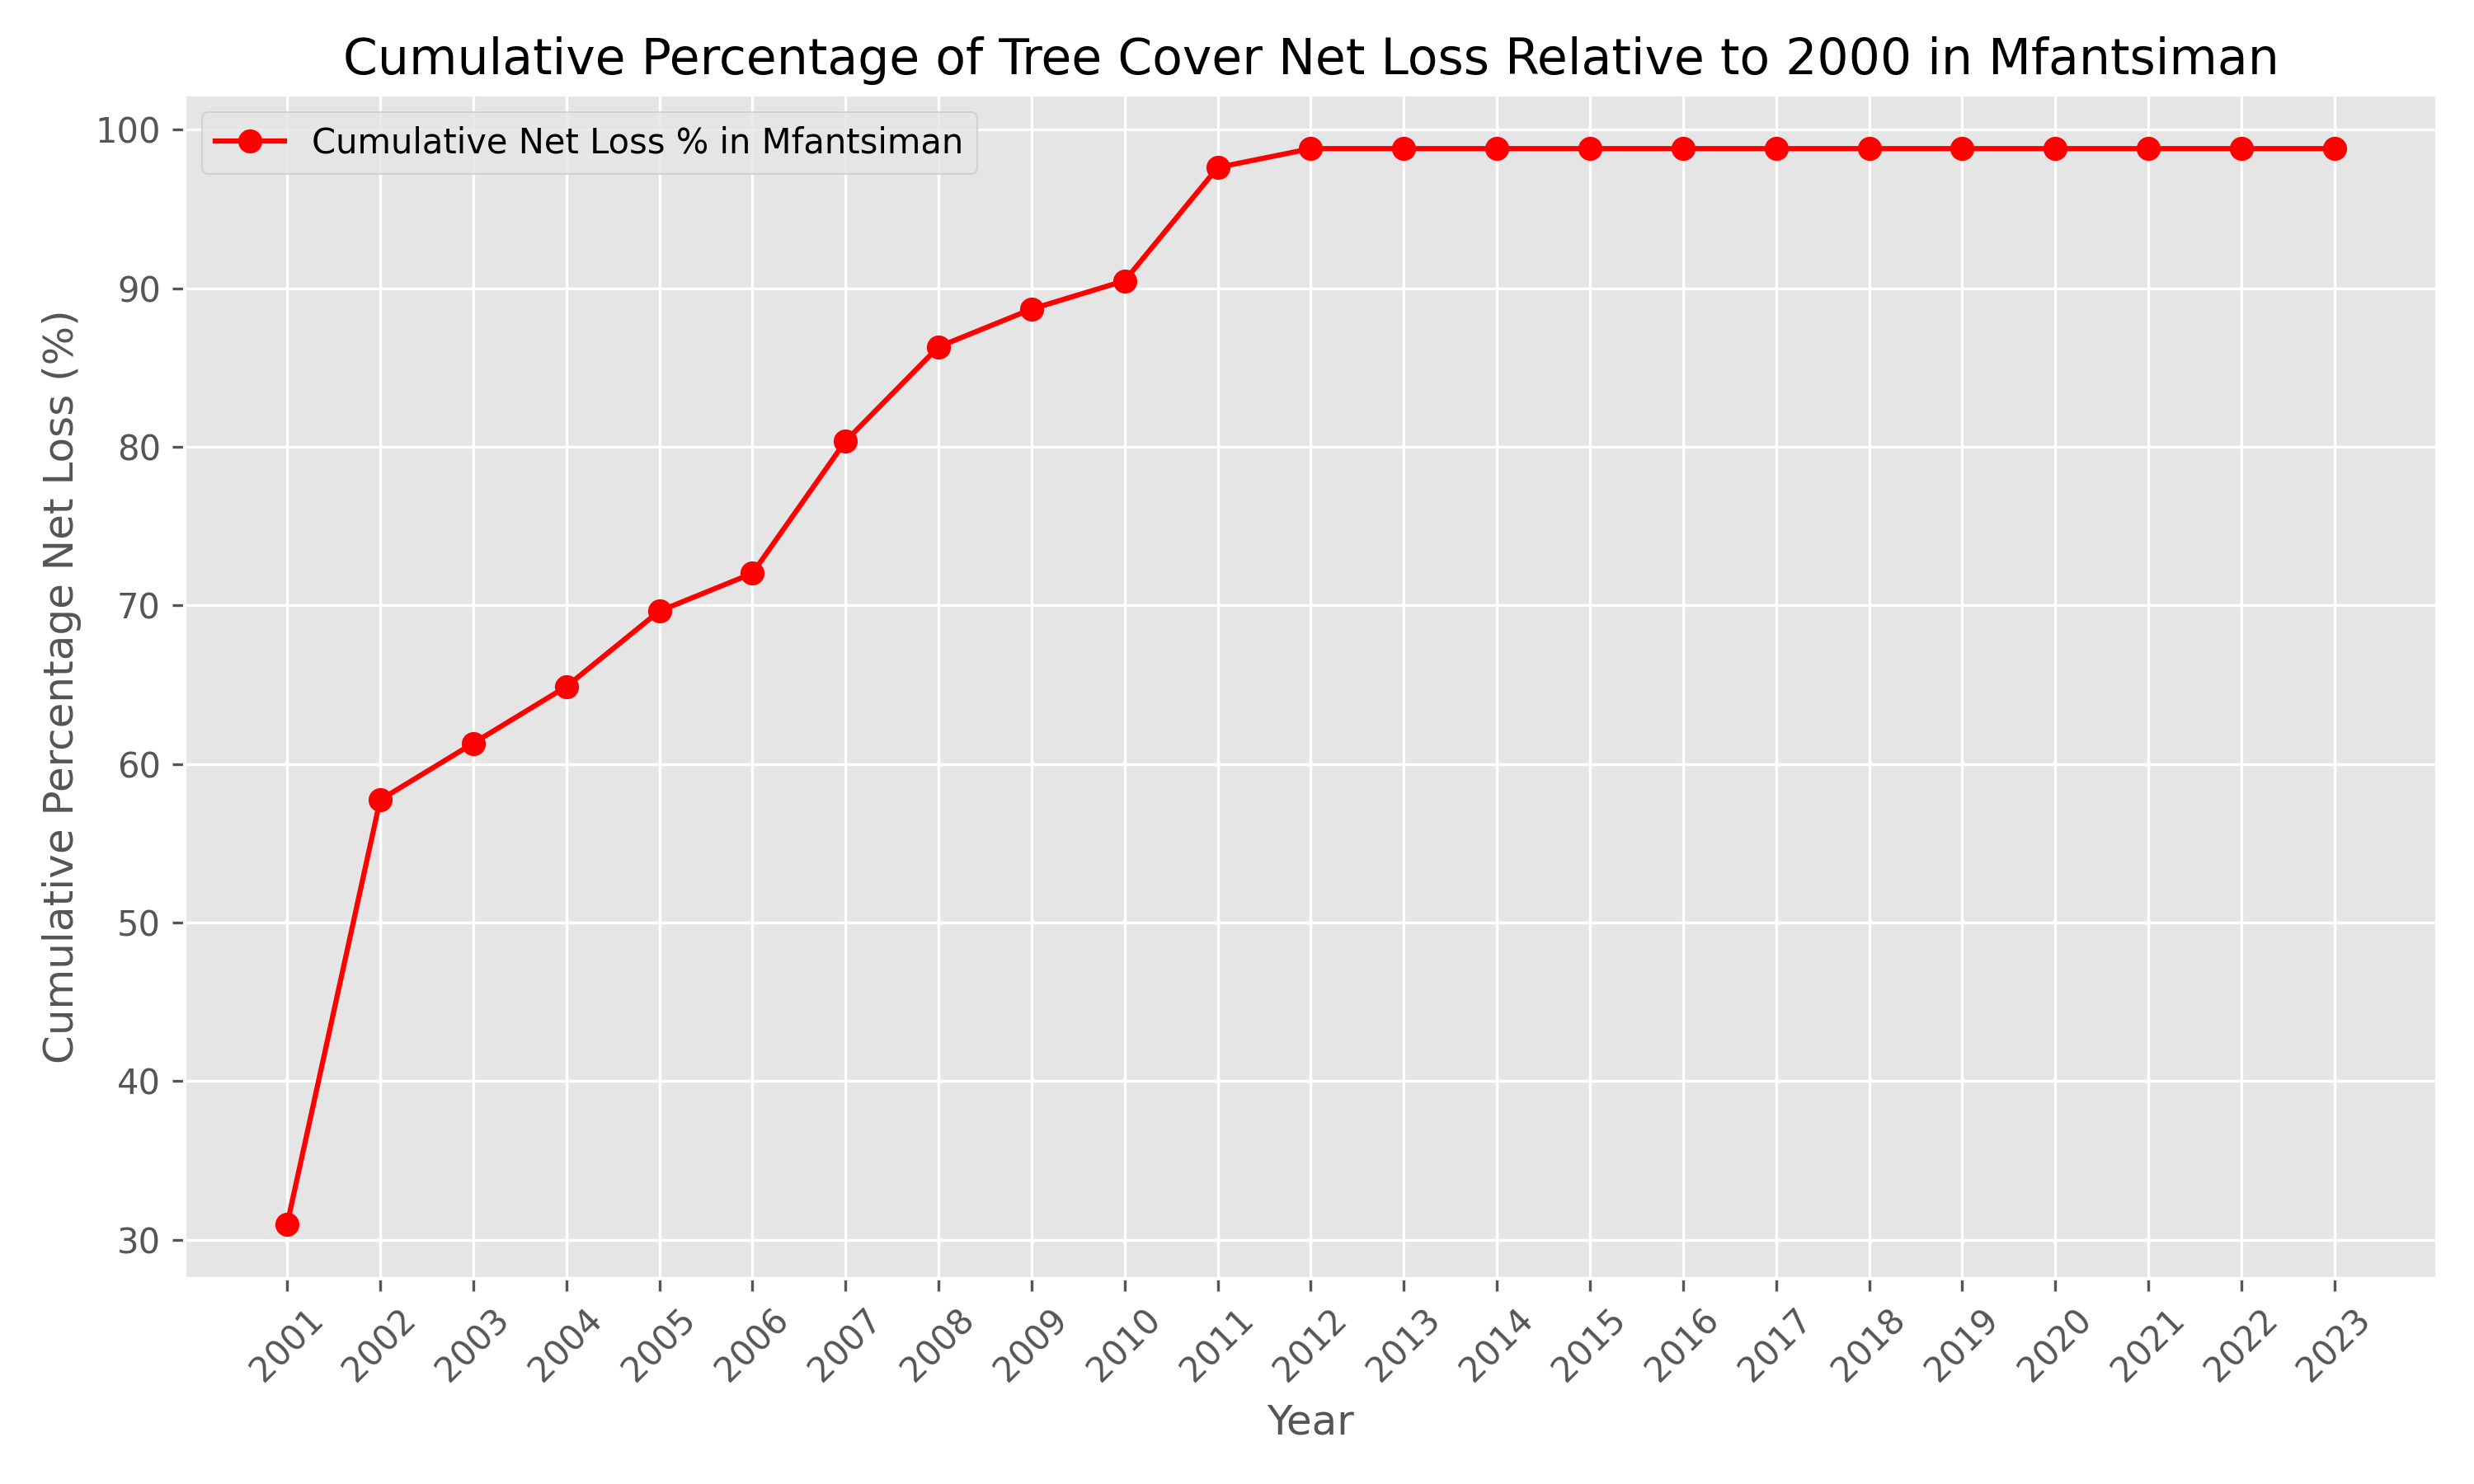 Cumulative Percentage of Tree Cover Net Loss Relative to 2000 in Mfantsiman
Cumulative Net Loss % in Mfantsiman
Cumulative Percentage Net Loss (%)
100
90
80
70
60
50
40
30
2001 2002 2003 2004 2005 2006 2007 2008 2009 2010 2011 2012 2013 2014 2015 2016 2017 2018 2019 2020 2021 2022 2023
Year